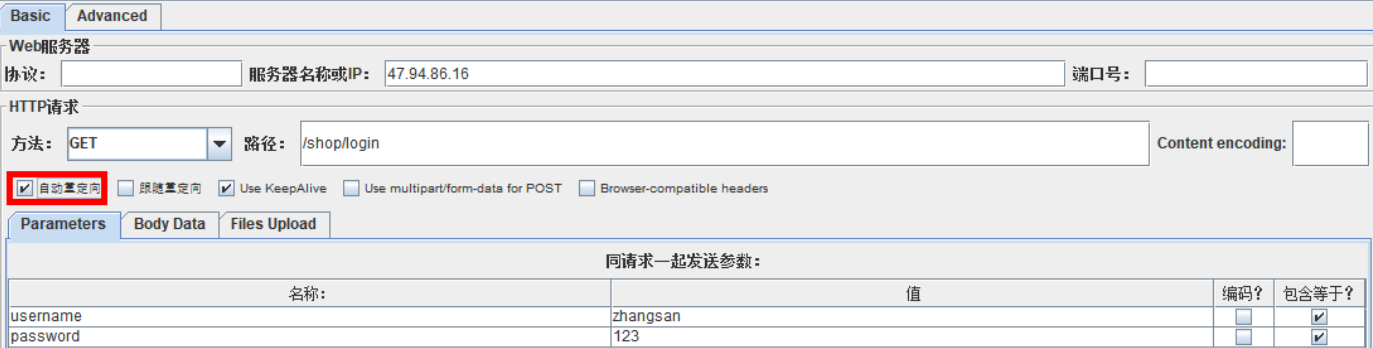 Basic Advanced
Web服务器
协议： 服务器名称或IP： 47.94.86.16 端口号：
HTTP请求
方法： GET 路径： /shop/login Content encoding:
自动重定向 跟随重定向 Use KeepAlive Use multipart/form-data for POST Browser-compatible headers
Parameters Body Data Files Upload
同请求一起发送参数：
名称： 值 编码？ 包含等于？
username zhangsan
password 123